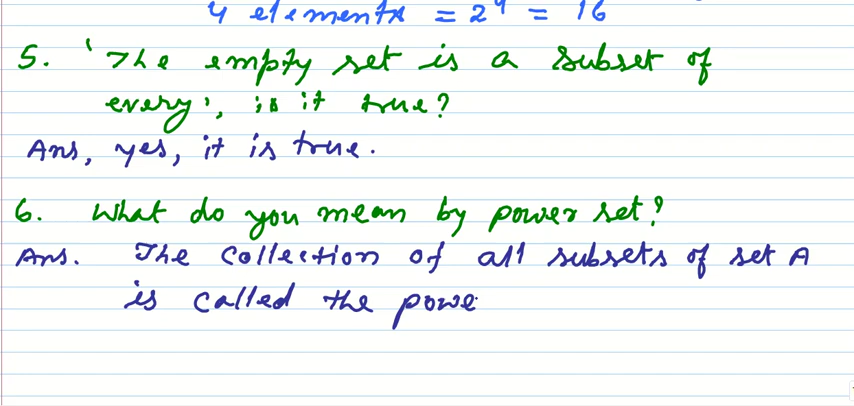 4 elements = 2⁴ = 16
5. 'The empty set is a subset of
every', is it true?
Ans, yes, it is true.
6. What do you mean by power set?
Ans. The collection of all subsets of set A
is called the powe